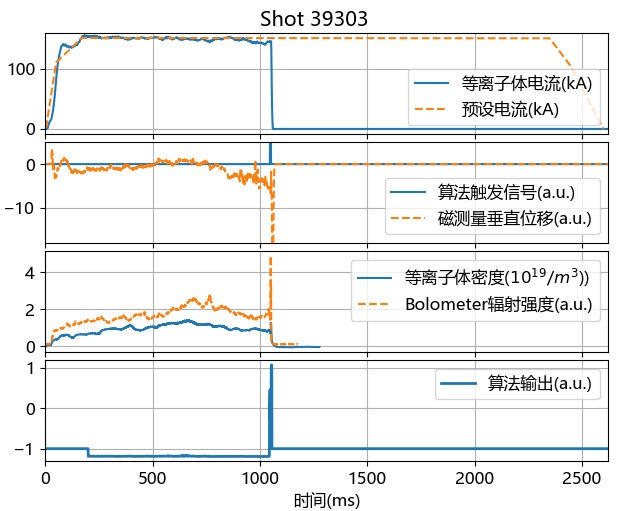 Shot 39303
100
0
等离子体电流(kA)
预设电流(kA)
0
−10
算法触发信号(a.u.)
磁测量垂直位移(a.u.)
4
2
0
等离子体密度(10¹⁹/m³))
Bolometer辐射强度(a.u.)
1
0
−1
算法输出(a.u.)
0 500 1000 1500 2000 2500
时间(ms)